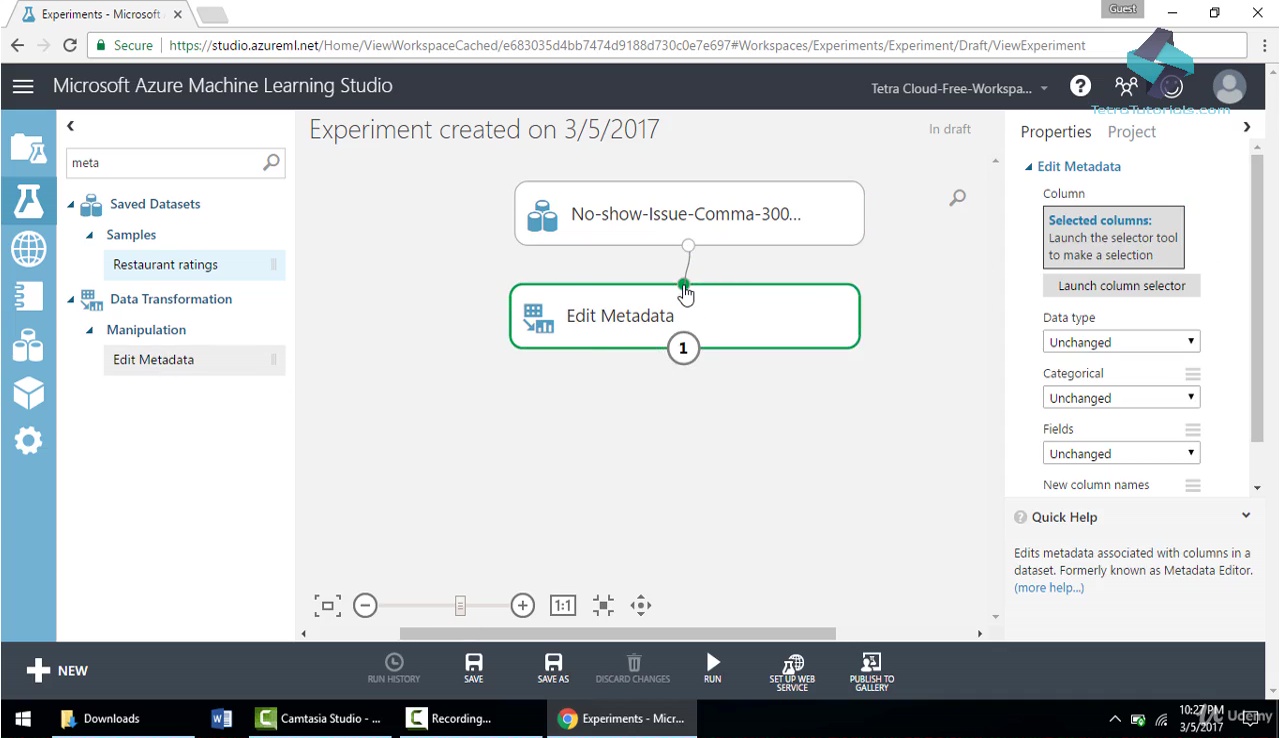 Experiments - Microsoft A
Guest
Secure
https://studio.azureml.net/Home/ViewWorkspaceCached/e683035d4bb7474d9188d730c0e7e697#Workspaces/Experiments/Experiment/Draft/ViewExperiment
Microsoft Azure Machine Learning Studio
Tetra Cloud-Free-Workspa...
?
TetraTutorials.com
meta
Saved Datasets
Samples
Restaurant ratings
Data Transformation
Manipulation
Edit Metadata
Experiment created on 3/5/2017
In draft
No-show-Issue-Comma-300...
Edit Metadata
1
1:1
Properties
Project
Edit Metadata
Column
Selected columns:
Launch the selector tool
to make a selection
Launch column selector
Data type
Unchanged
Categorical
Unchanged
Fields
Unchanged
New column names
? Quick Help
Edits metadata associated with columns in a
dataset. Formerly known as Metadata Editor.
(more help...)
NEW
RUN HISTORY
SAVE
SAVE AS
DISCARD CHANGES
RUN
SET UP WEB
SERVICE
PUBLISH TO
GALLERY
Downloads
Camtasia Studio - ...
Recording...
Experiments - Micr...
10:27 PM
3/5/2017
Udemy